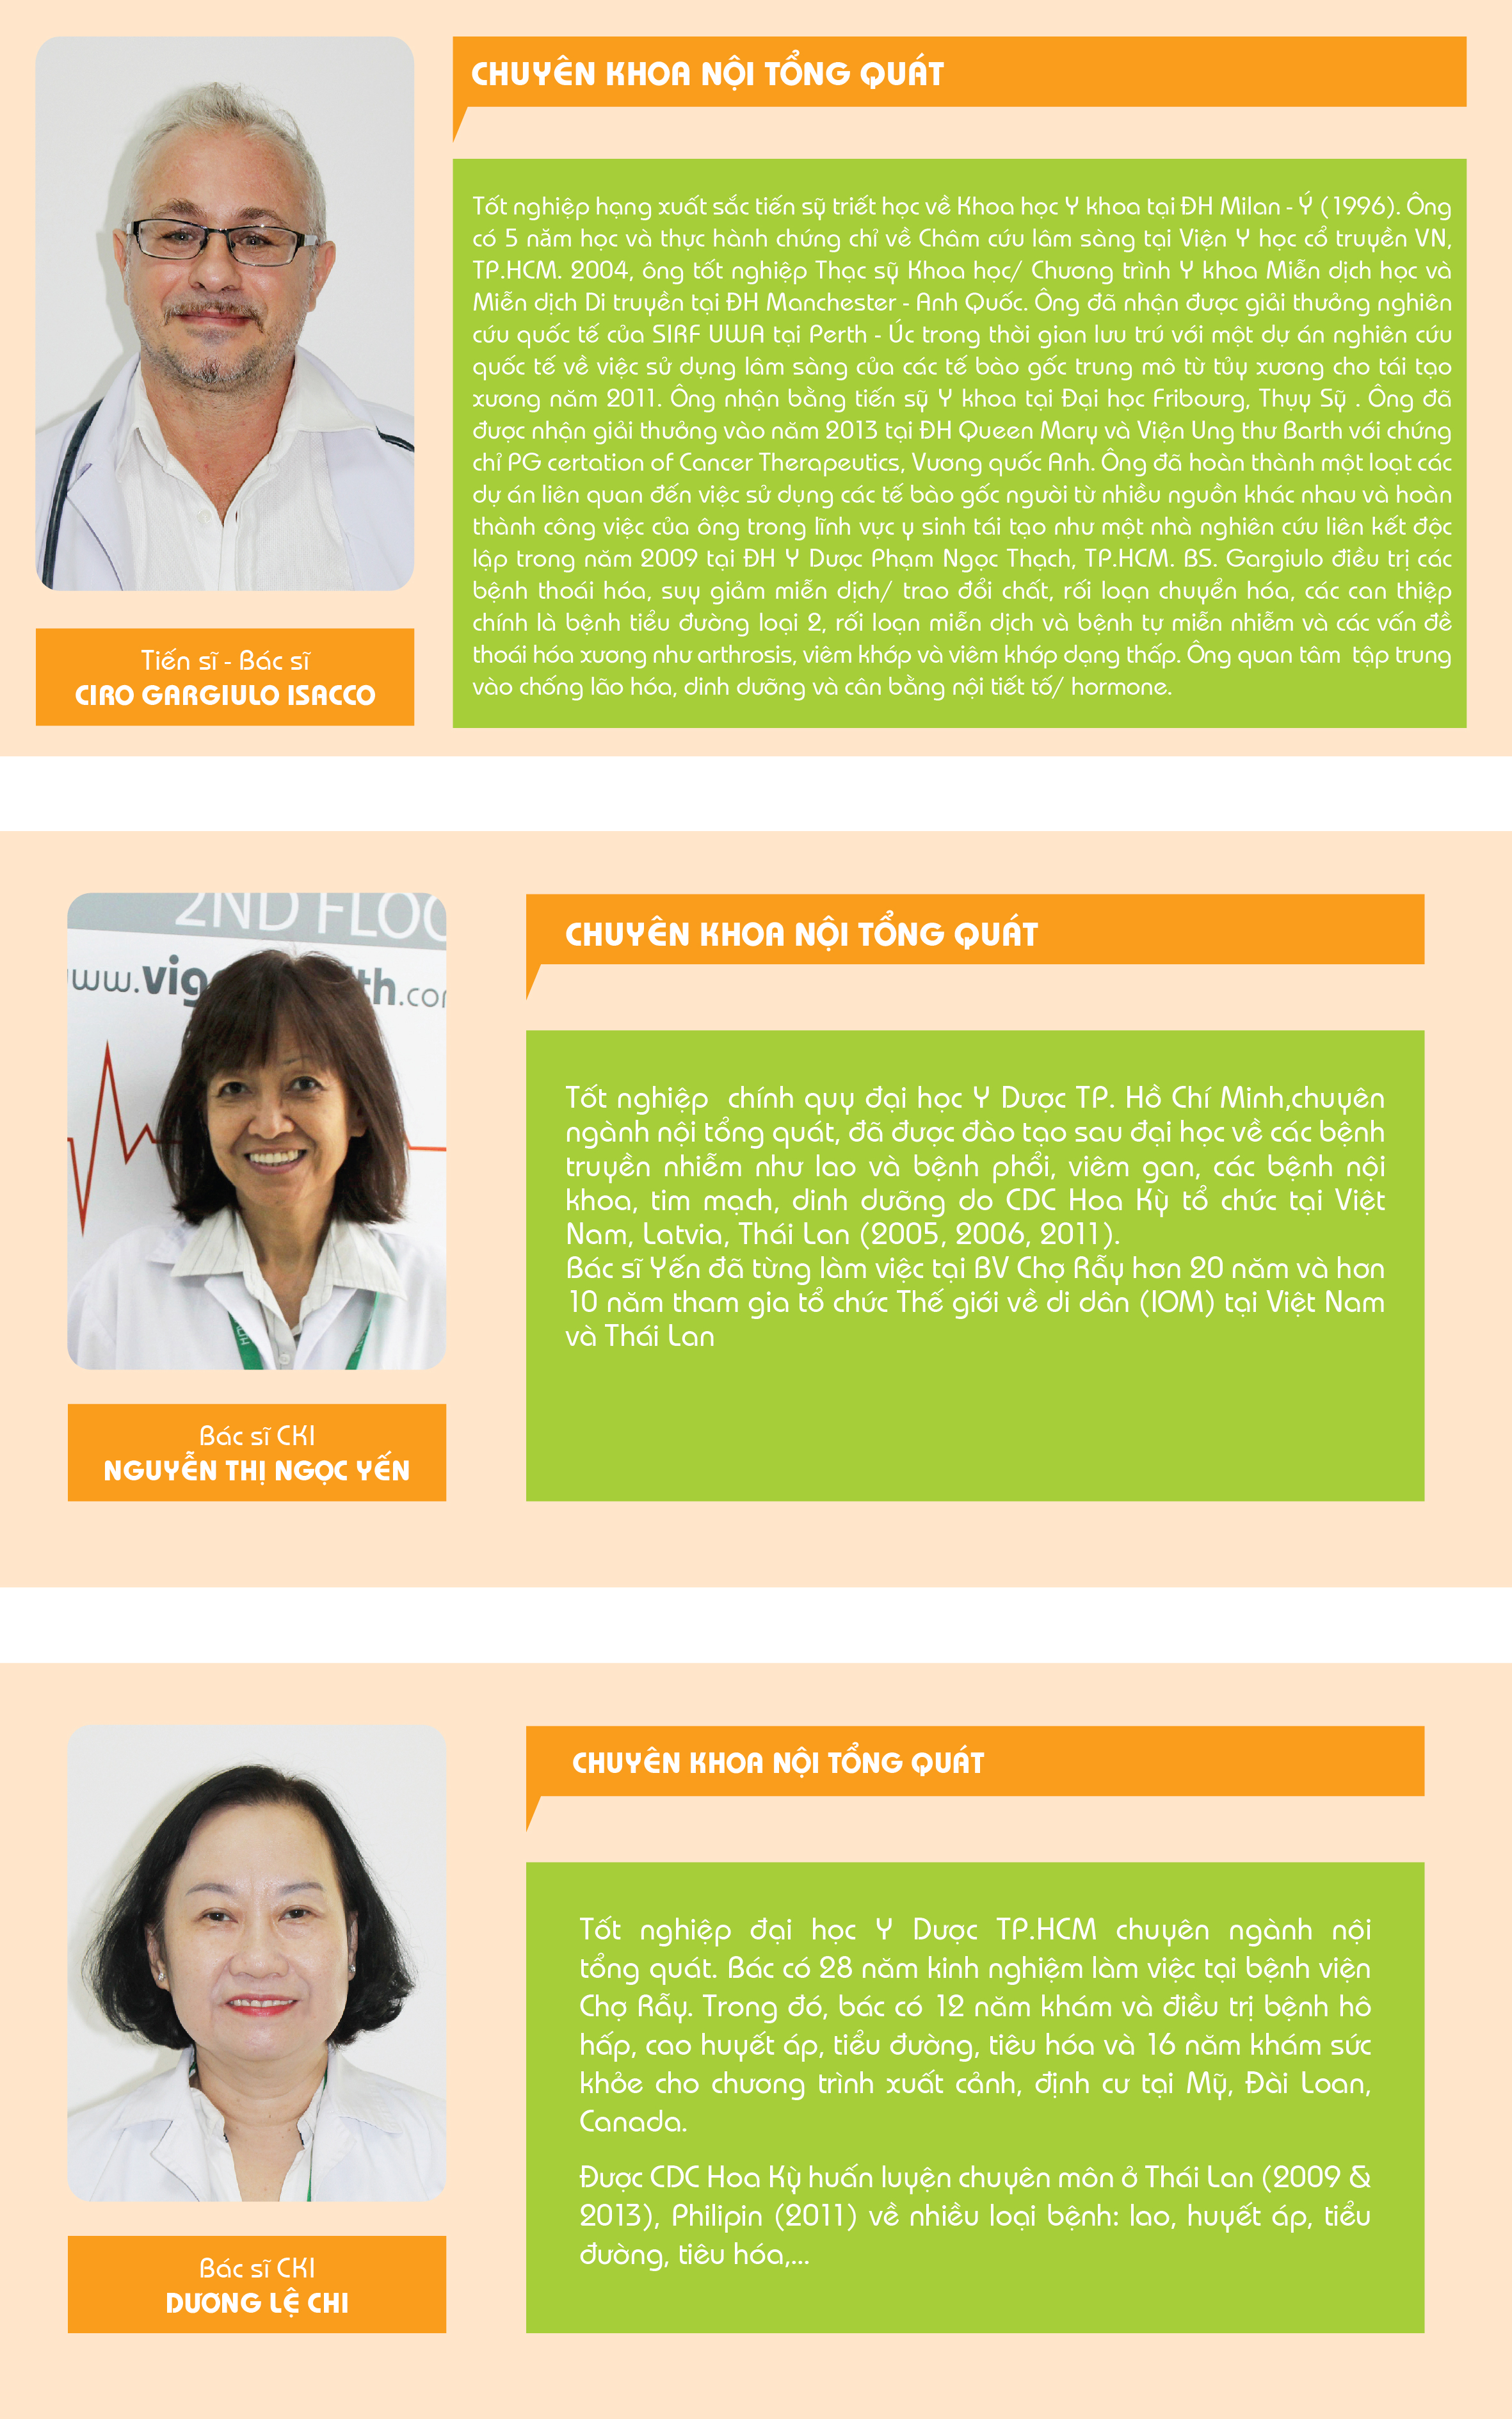 CHUYÊN KHOA NỘI TỔNG QUÁT
Tốt nghiệp hạng xuất sắc tiến sỹ triết học về Khoa học Y khoa tại ĐH Milan - Ý (1996). Ông
có 5 năm học và thực hành chứng chỉ về Châm cứu lâm sàng tại Viện Y học cổ truyền VN,
TP.HCM. 2004, ông tốt nghiệp Thạc sỹ Khoa học/ Chương trình Y khoa Miễn dịch học và
Miễn dịch Di truyền tại ĐH Manchester - Anh Quốc. Ông đã nhận được giải thưởng nghiên
cứu quốc tế của SIRF UWA tại Perth - Úc trong thời gian lưu trú với một dự án nghiên cứu
quốc tế về việc sử dụng lâm sàng của các tế bào gốc trung mô từ tủy xương cho tái tạo
xương năm 2011. Ông nhận bằng tiến sỹ Y khoa tại Đại học Fribourg, Thụy Sỹ . Ông đã
được nhận giải thưởng vào năm 2013 tại ĐH Queen Mary và Viện Ung thư Barth với chứng
chỉ PG certation of Cancer Therapeutics, Vương quốc Anh. Ông đã hoàn thành một loạt các
dự án liên quan đến việc sử dụng các tế bào gốc người từ nhiều nguồn khác nhau và hoàn
thành công việc của ông trong lĩnh vực y sinh tái tạo như một nhà nghiên cứu liên kết độc
lập trong năm 2009 tại ĐH Y Dược Phạm Ngọc Thạch, TP.HCM. BS. Gargiulo điều trị các
bệnh thoái hóa, suy giảm miễn dịch/ trao đổi chất, rối loạn chuyển hóa, các can thiệp
chính là bệnh tiểu đường loại 2, rối loạn miễn dịch và bệnh tự miễn nhiễm và các vấn đề
thoái hóa xương như arthrosis, viêm khớp và viêm khớp dạng thấp. Ông quan tâm tập trung
vào chống lão hóa, dinh dưỡng và cân bằng nội tiết tố/ hormone.
Tiến sĩ - Bác sĩ
CIRO GARGIULO ISACCO
2ND FLOO
www.vig th.com
CHUYÊN KHOA NỘI TỔNG QUÁT
Tốt nghiệp chính quy đại học Y Dược TP. Hồ Chí Minh,chuyên
ngành nội tổng quát, đã được đào tạo sau đại học về các bệnh
truyền nhiễm như lao và bệnh phổi, viêm gan, các bệnh nội
khoa, tim mạch, dinh dưỡng do CDC Hoa Kỳ tổ chức tại Việt
Nam, Latvia, Thái Lan (2005, 2006, 2011).
Bác sĩ Yến đã từng làm việc tại BV Chợ Rẫy hơn 20 năm và hơn
10 năm tham gia tổ chức Thế giới về di dân (IOM) tại Việt Nam
và Thái Lan
Bác sĩ CKI
NGUYỄN THỊ NGỌC YẾN
CHUYÊN KHOA NỘI TỔNG QUÁT
Tốt nghiệp đại học Y Dược TP.HCM chuyên ngành nội
tổng quát. Bác có 28 năm kinh nghiệm làm việc tại bệnh viện
Chợ Rẫy. Trong đó, bác có 12 năm khám và điều trị bệnh hô
hấp, cao huyết áp, tiểu đường, tiêu hóa và 16 năm khám sức
khỏe cho chương trình xuất cảnh, định cư tại Mỹ, Đài Loan,
Canada.
Được CDC Hoa Kỳ huấn luyện chuyên môn ở Thái Lan (2009 &
2013), Philipin (2011) về nhiều loại bệnh: lao, huyết áp, tiểu
đường, tiêu hóa,...
Bác sĩ CKI
DƯƠNG LỆ CHI